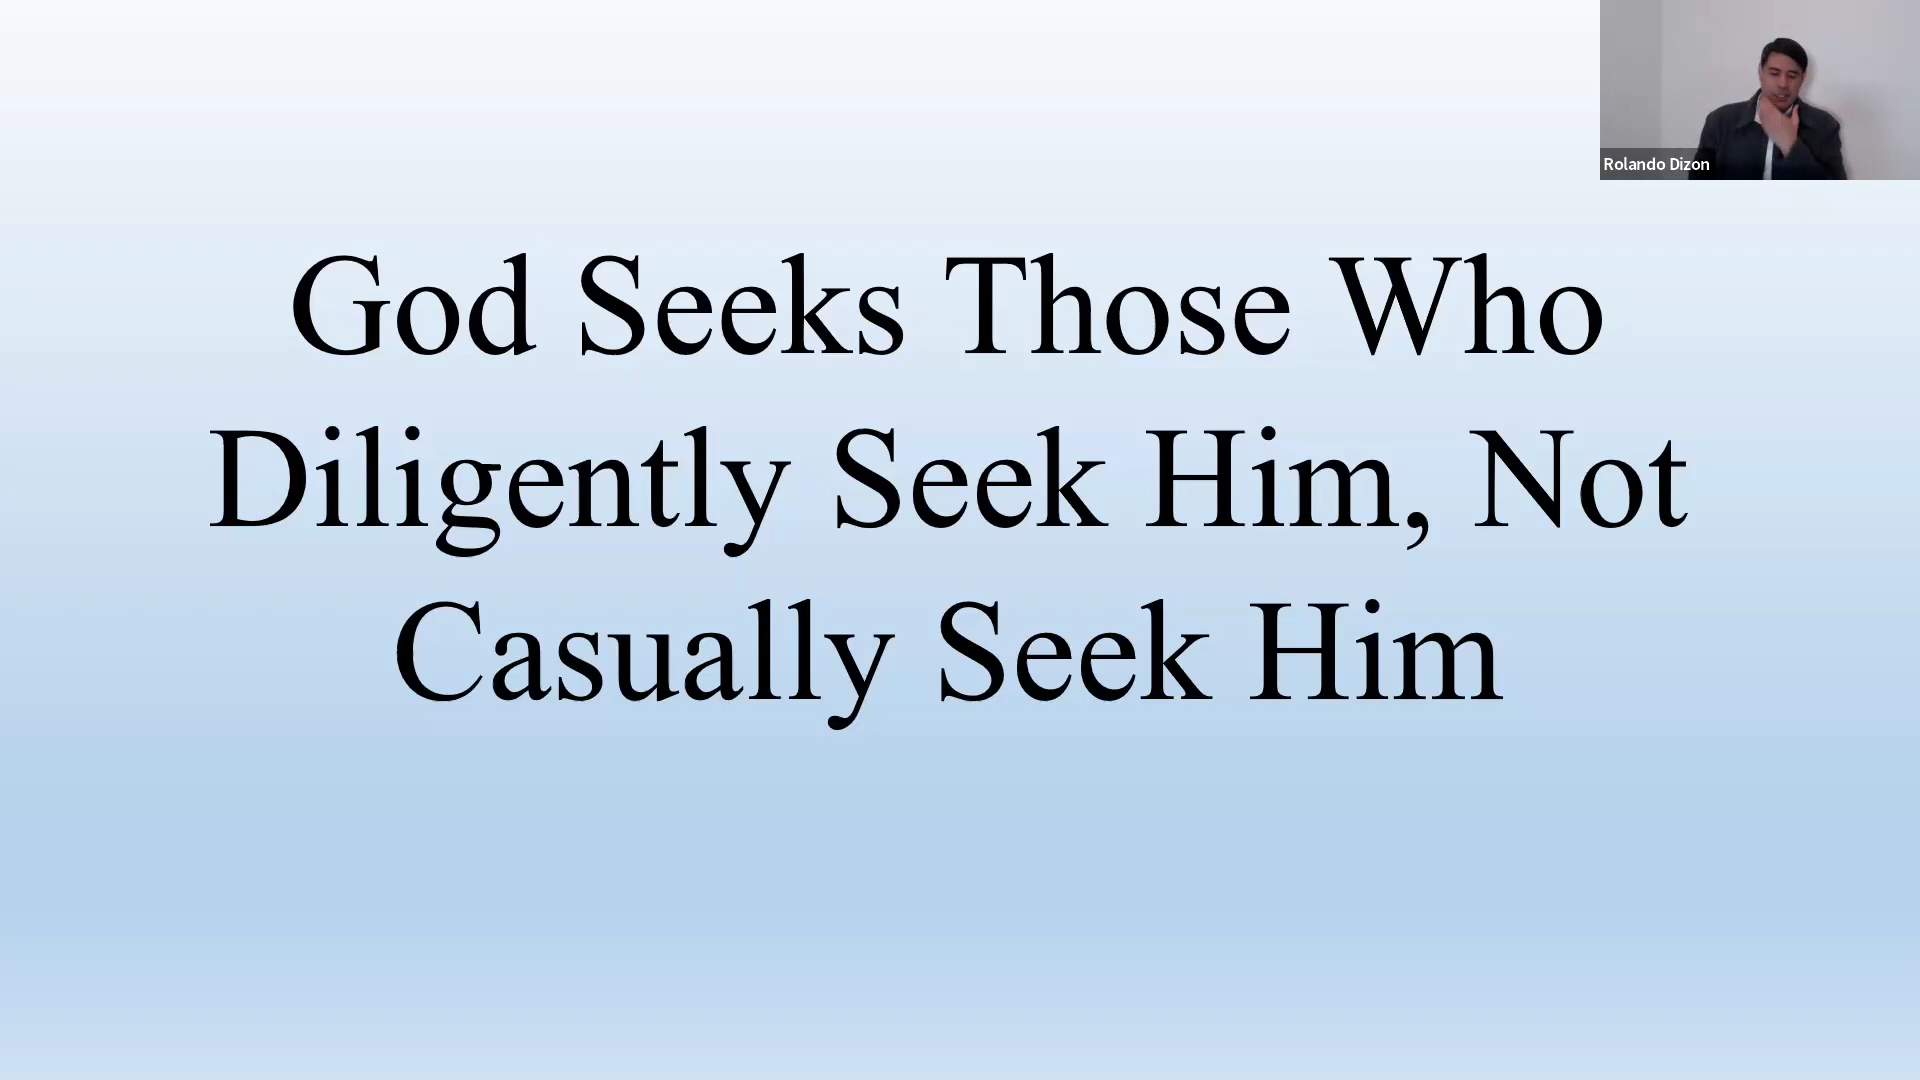 Rolando Dizon
God Seeks Those Who
Diligently Seek Him, Not
Casually Seek Him